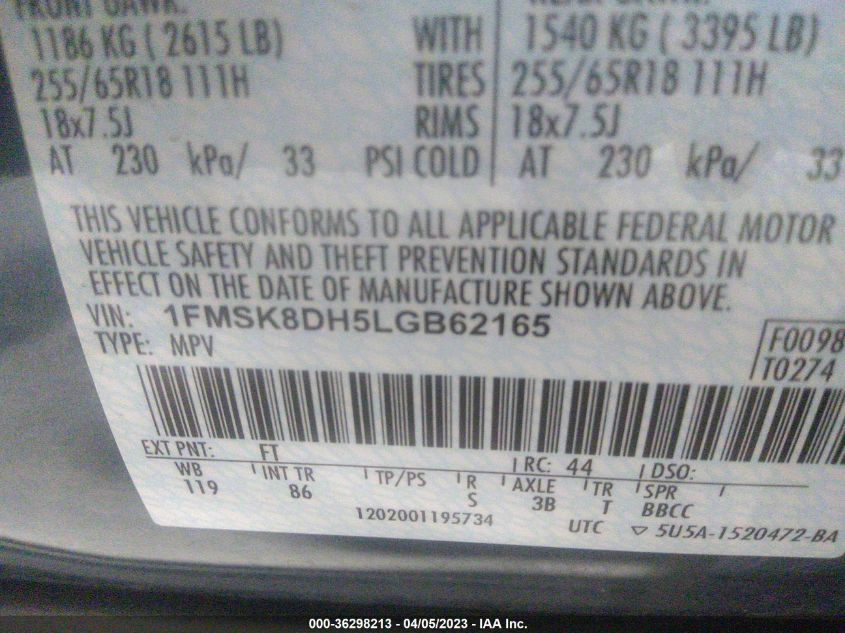 FRONT GAWR:
1186 KG ( 2615 LB) WITH 1540 KG ( 3395 LB)
255/65R18 111H TIRES 255/65R18 111H
18x7.5J RIMS 18x7.5J
AT 230 kPa/ 33 PSI COLD AT 230 kPa/ 33
THIS VEHICLE CONFORMS TO ALL APPLICABLE FEDERAL MOTOR
VEHICLE SAFETY AND THEFT PREVENTION STANDARDS IN
EFFECT ON THE DATE OF MANUFACTURE SHOWN ABOVE.
VIN: 1FMSK8DH5LGB62165
TYPE: MPV
F0098
T0274
EXT PNT: FT RC: 44 DSO:
WB INT TR TP/PS R AXLE TR SPR
119 86 S 3B T BBCC
1202001195734 UTC ▽ 5U5A-1520472-BA
000-36298213 - 04/05/2023 - IAA Inc.